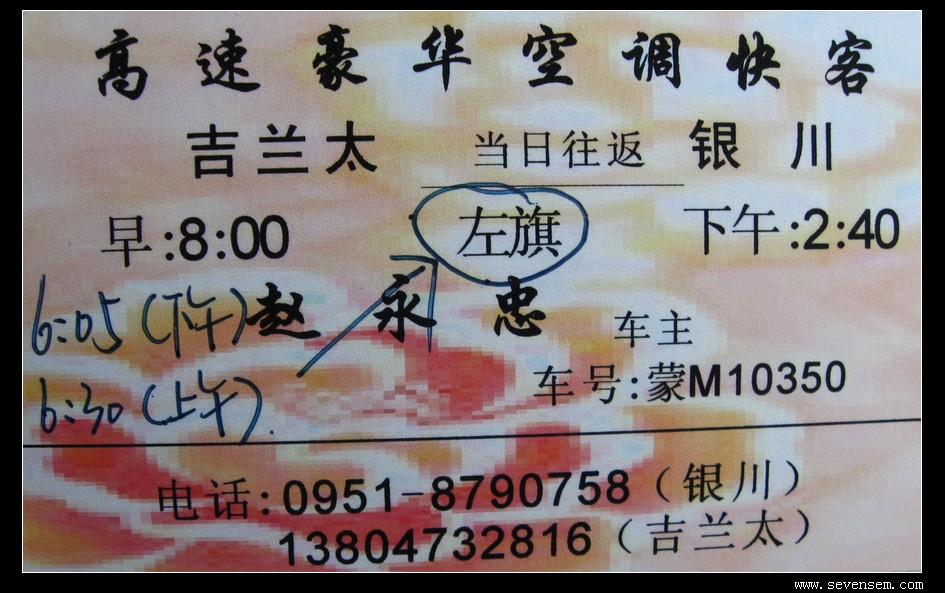 高速豪华空调快客
吉兰太 当日往返 银川
早:8:00 左旗 下午:2:40
6:05(下午) 赵永忠 车主
6:30(上午). 车号:蒙M10350
电话:0951-8790758(银川)
13804732816(吉兰太)
www.sevensem.com